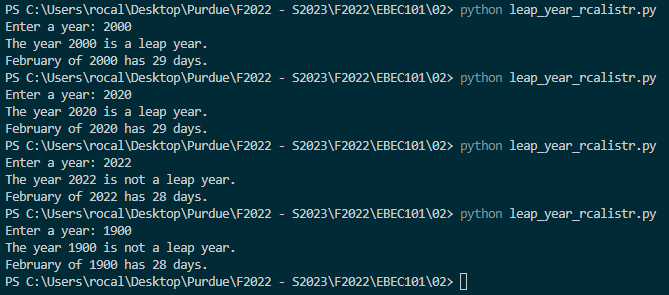 PS C:\Users\rocal\Desktop\Purdue\F2022 - S2023\F2022\EBEC101\02> python leap_year_rcalistr.py
Enter a year: 2000
The year 2000 is a leap year.
February of 2000 has 29 days.
PS C:\Users\rocal\Desktop\Purdue\F2022 - S2023\F2022\EBEC101\02> python leap_year_rcalistr.py
Enter a year: 2020
The year 2020 is a leap year.
February of 2020 has 29 days.
PS C:\Users\rocal\Desktop\Purdue\F2022 - S2023\F2022\EBEC101\02> python leap_year_rcalistr.py
Enter a year: 2022
The year 2022 is not a leap year.
February of 2022 has 28 days.
PS C:\Users\rocal\Desktop\Purdue\F2022 - S2023\F2022\EBEC101\02> python leap_year_rcalistr.py
Enter a year: 1900
The year 1900 is not a leap year.
February of 1900 has 28 days.
PS C:\Users\rocal\Desktop\Purdue\F2022 - S2023\F2022\EBEC101\02>